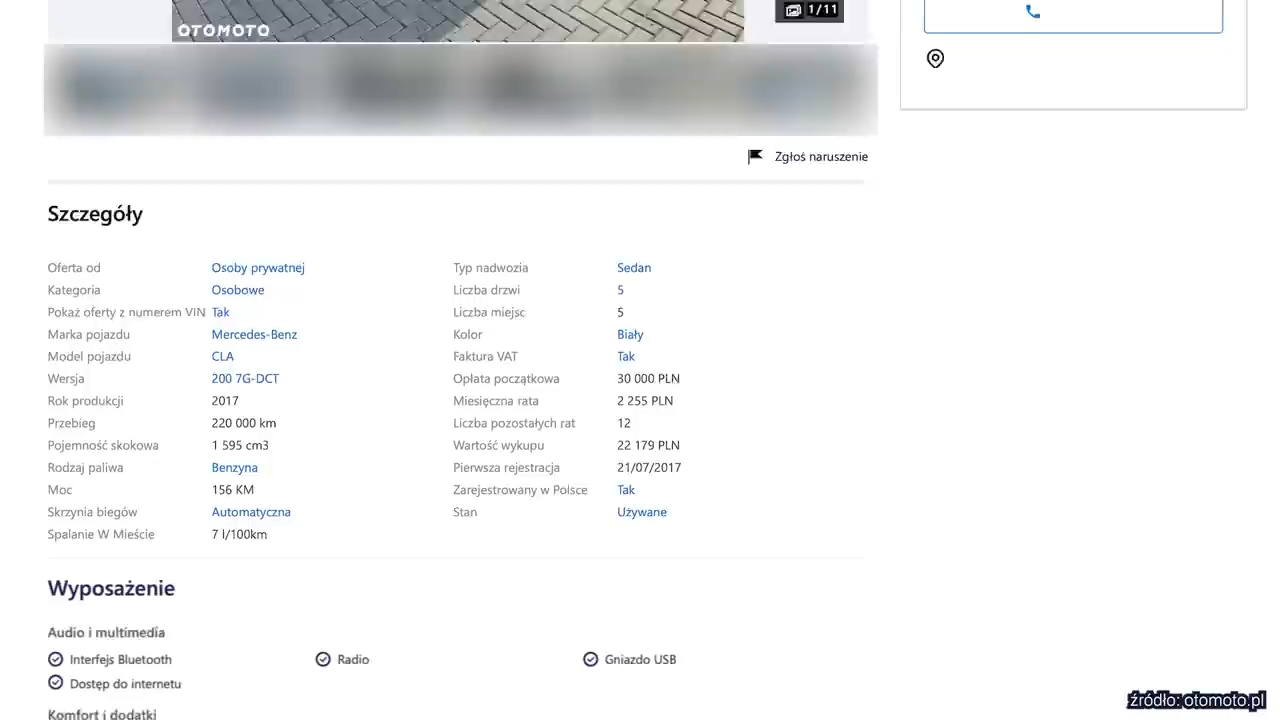 OTOMOTO
1/11
Zgłoś naruszenie
Szczegóły
Oferta od Osoby prywatnej
Kategoria Osobowe
Pokaż oferty z numerem VIN Tak
Marka pojazdu Mercedes-Benz
Model pojazdu CLA
Wersja 200 7G-DCT
Rok produkcji 2017
Przebieg 220 000 km
Pojemność skokowa 1 595 cm3
Rodzaj paliwa Benzyna
Moc 156 KM
Skrzynia biegów Automatyczna
Spalanie W Mieście 7 l/100km
Typ nadwozia Sedan
Liczba drzwi 5
Liczba miejsc 5
Kolor Biały
Faktura VAT Tak
Opłata początkowa 30 000 PLN
Miesięczna rata 2 255 PLN
Liczba pozostałych rat 12
Wartość wykupu 22 179 PLN
Pierwsza rejestracja 21/07/2017
Zarejestrowany w Polsce Tak
Stan Używane
Wyposażenie
Audio i multimedia
Interfejs Bluetooth Radio Gniazdo USB
Dostęp do internetu
Komfort i dodatki
źródło: otomoto.pl